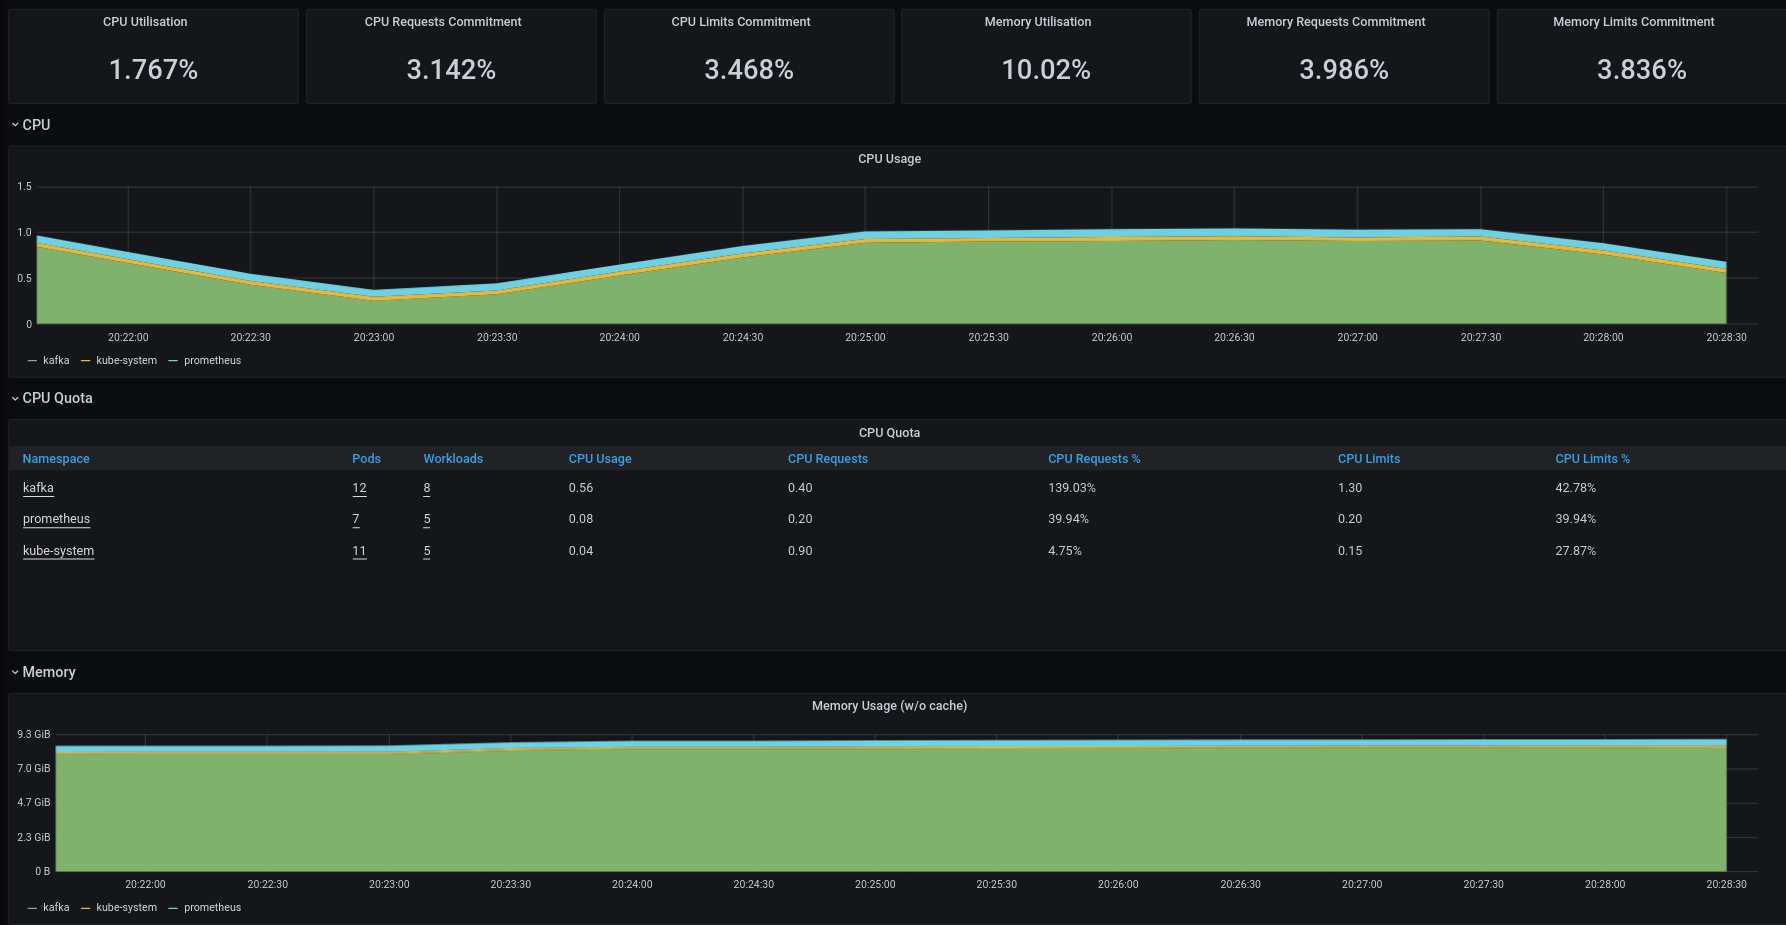 CPU Utilisation CPU Requests Commitment CPU Limits Commitment Memory Utilisation Memory Requests Commitment Memory Limits Commitment
1.767% 3.142% 3.468% 10.02% 3.986% 3.836%
CPU
CPU Usage
1.5
1.0
0.5
0
20:22:00 20:22:30 20:23:00 20:23:30 20:24:00 20:24:30 20:25:00 20:25:30 20:26:00 20:26:30 20:27:00 20:27:30 20:28:00 20:28:30
kafka kube-system prometheus
CPU Quota
CPU Quota
Namespace Pods Workloads CPU Usage CPU Requests CPU Requests % CPU Limits CPU Limits %
kafka 12 8 0.56 0.40 139.03% 1.30 42.78%
prometheus 7 5 0.08 0.20 39.94% 0.20 39.94%
kube-system 11 5 0.04 0.90 4.75% 0.15 27.87%
Memory
Memory Usage (w/o cache)
9.3 GiB
7.0 GiB
4.7 GiB
2.3 GiB
0 B
20:22:00 20:22:30 20:23:00 20:23:30 20:24:00 20:24:30 20:25:00 20:25:30 20:26:00 20:26:30 20:27:00 20:27:30 20:28:00 20:28:30
kafka kube-system prometheus